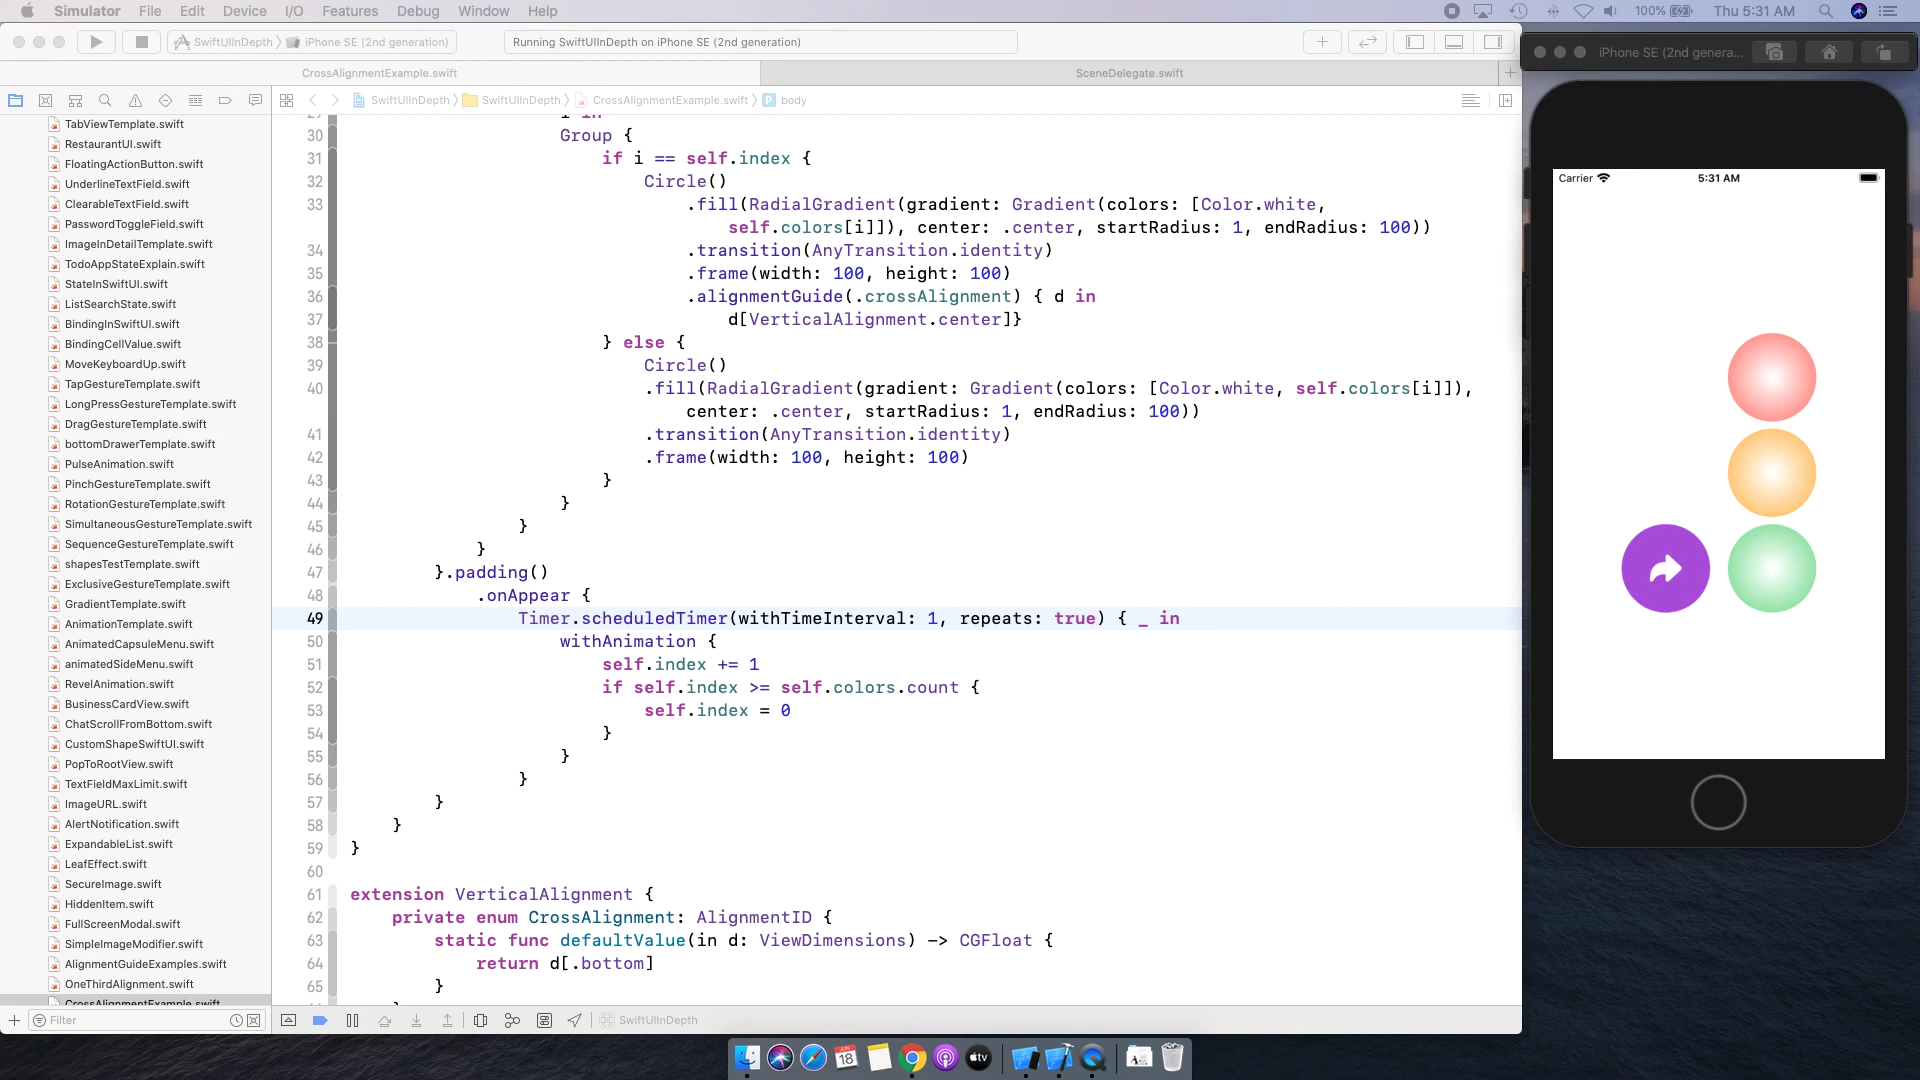 Simulator File Edit Device I/O Features Debug Window Help 100% Thu 5:31 AM
SwiftUIInDepth iPhone SE (2nd generation) Running SwiftUIInDepth on iPhone SE (2nd generation)
iPhone SE (2nd genera...
CrossAlignmentExample.swift SceneDelegate.swift
SwiftUIInDepth SwiftUIInDepth CrossAlignmentExample.swift body
TabViewTemplate.swift
RestaurantUI.swift
FloatingActionButton.swift
UnderlineTextField.swift
ClearableTextField.swift
PasswordToggleField.swift
ImageInDetailTemplate.swift
TodoAppStateExplain.swift
StateInSwiftUI.swift
ListSearchState.swift
BindingInSwiftUI.swift
BindingCellValue.swift
MoveKeyboardUp.swift
TapGestureTemplate.swift
LongPressGestureTemplate.swift
DragGestureTemplate.swift
bottomDrawerTemplate.swift
PulseAnimation.swift
PinchGestureTemplate.swift
RotationGestureTemplate.swift
SimultaneousGestureTemplate.swift
SequenceGestureTemplate.swift
shapesTestTemplate.swift
ExclusiveGestureTemplate.swift
GradientTemplate.swift
AnimationTemplate.swift
AnimatedCapsuleMenu.swift
animatedSideMenu.swift
RevelAnimation.swift
BusinessCardView.swift
ChatScrollFromBottom.swift
CustomShapeSwiftUI.swift
PopToRootView.swift
TextFieldMaxLimit.swift
ImageURL.swift
AlertNotification.swift
ExpandableList.swift
LeafEffect.swift
SecureImage.swift
HiddenItem.swift
FullScreenModal.swift
SimpleImageModifier.swift
AlignmentGuideExamples.swift
OneThirdAlignment.swift
CrossAlignmentExample.swift
Filter
29 i in
30 Group {
31 if i == self.index {
32 Circle()
33 .fill(RadialGradient(gradient: Gradient(colors: [Color.white,
self.colors[i]]), center: .center, startRadius: 1, endRadius: 100))
34 .transition(AnyTransition.identity)
35 .frame(width: 100, height: 100)
36 .alignmentGuide(.crossAlignment) { d in
37 d[VerticalAlignment.center]}
38 } else {
39 Circle()
40 .fill(RadialGradient(gradient: Gradient(colors: [Color.white, self.colors[i]]),
center: .center, startRadius: 1, endRadius: 100))
41 .transition(AnyTransition.identity)
42 .frame(width: 100, height: 100)
43 }
44 }
45 }
46 }
47 }.padding()
48 .onAppear {
49 Timer.scheduledTimer(withTimeInterval: 1, repeats: true) { _ in
50 withAnimation {
51 self.index += 1
52 if self.index >= self.colors.count {
53 self.index = 0
54 }
55 }
56 }
57 }
58 }
59 }
60
61 extension VerticalAlignment {
62 private enum CrossAlignment: AlignmentID {
63 static func defaultValue(in d: ViewDimensions) -> CGFloat {
64 return d[.bottom]
65 }
SwiftUIInDepth
Carrier 5:31 AM
JUN
18
tv